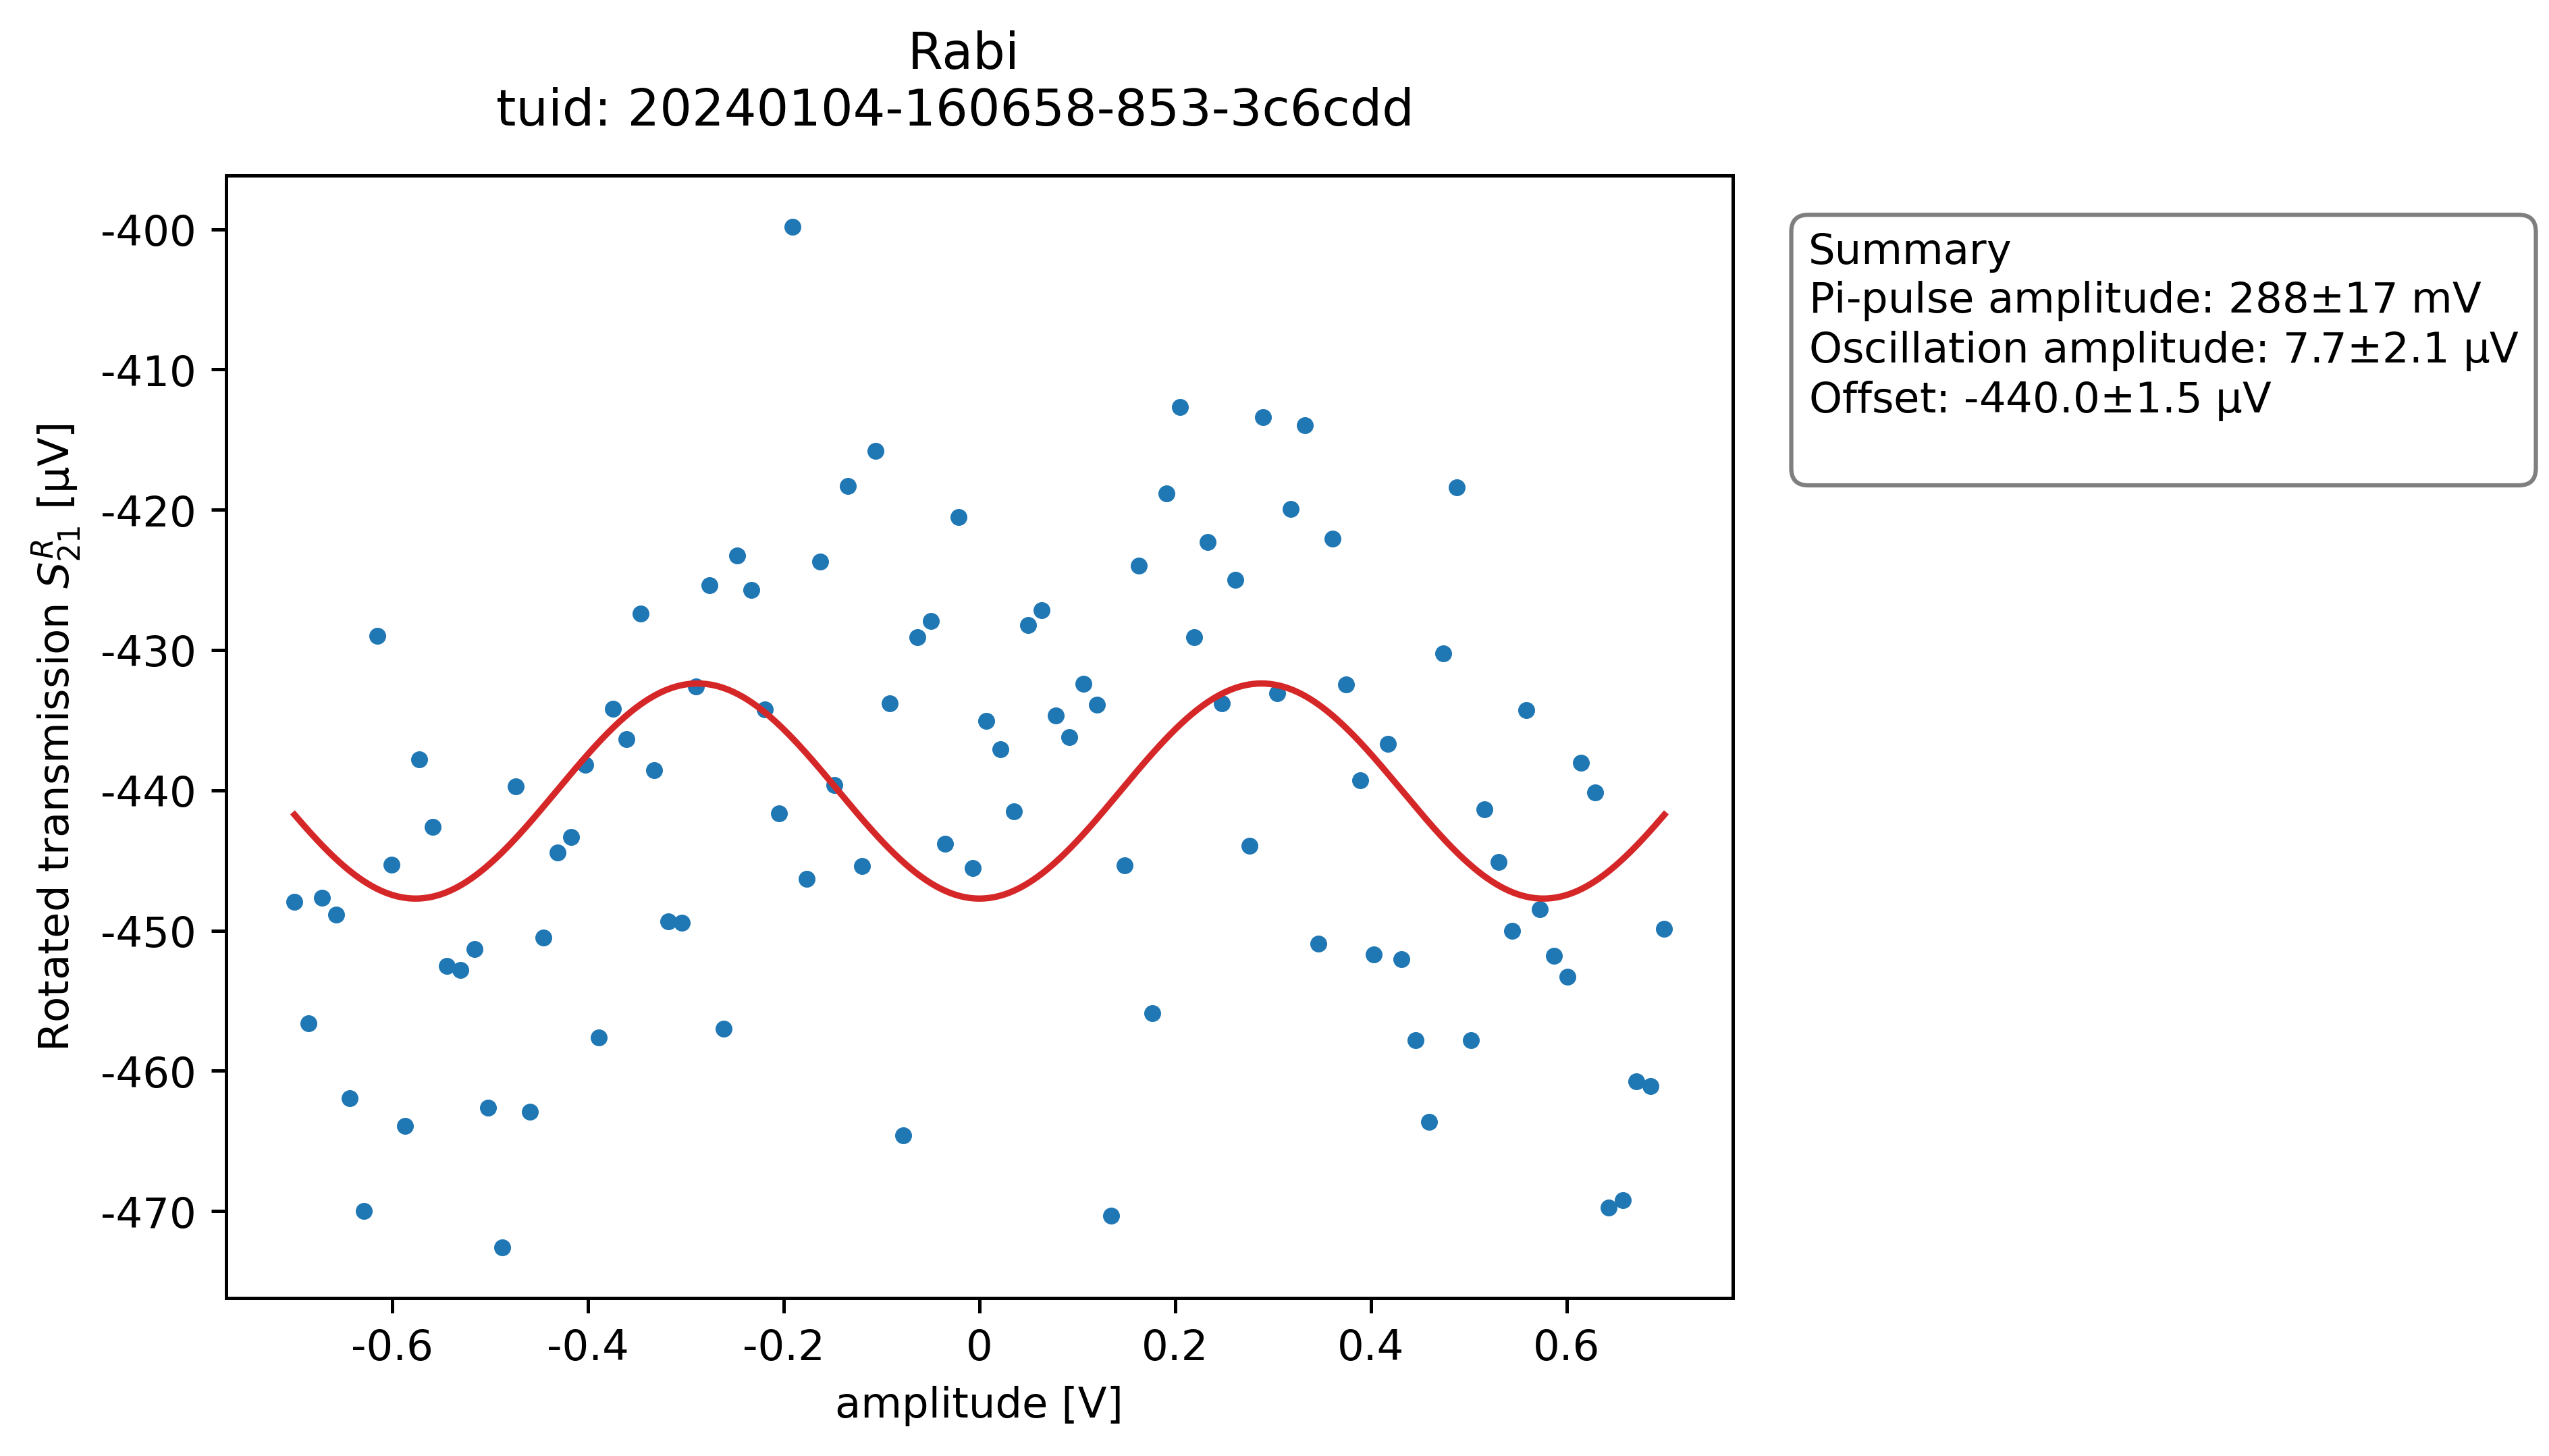 Rabi
tuid: 20240104-160658-853-3c6cdd
Rotated transmission S_{21}^{R} [µV]
-400
-410
-420
-430
-440
-450
-460
-470
-0.6
-0.4
-0.2
0
0.2
0.4
0.6
amplitude [V]
Summary
Pi-pulse amplitude: 288±17 mV
Oscillation amplitude: 7.7±2.1 µV
Offset: -440.0±1.5 µV